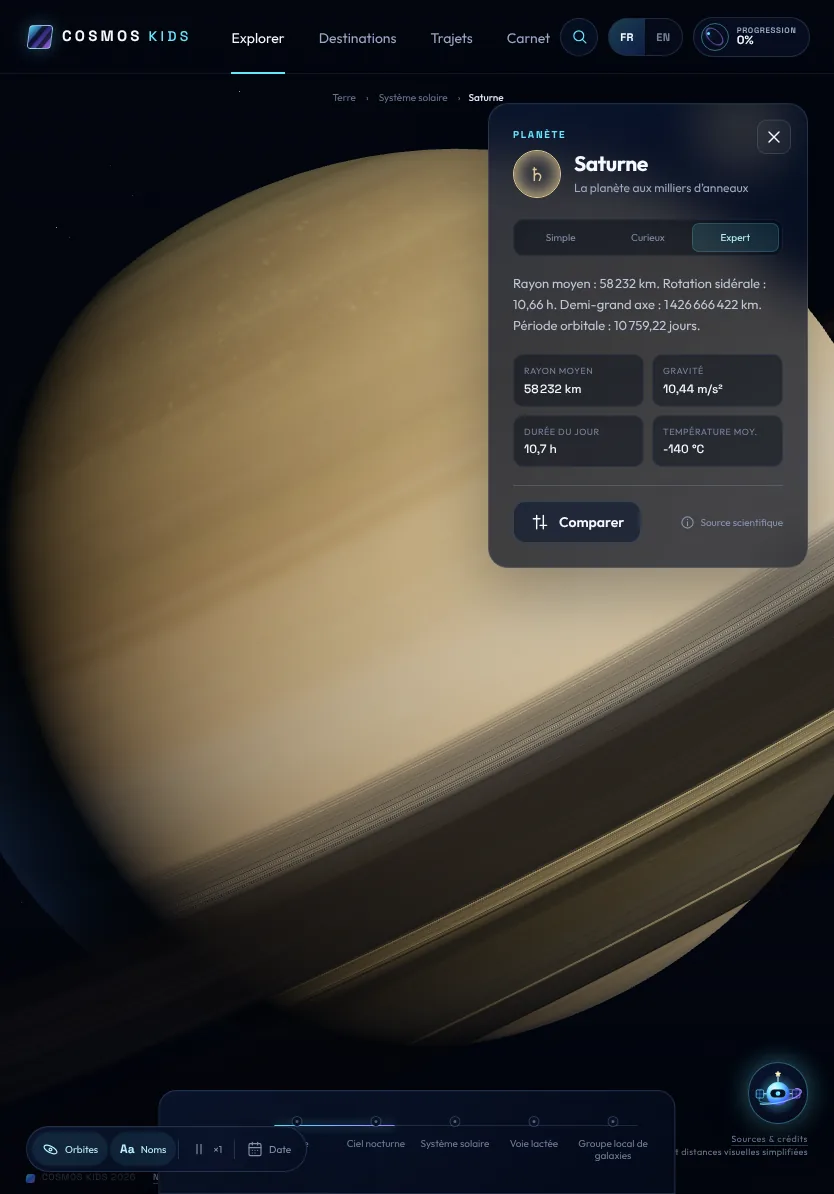 COSMOS KIDS
Explorer
Destinations
Trajets
Carnet
FR
EN
PROGRESSION
0%
Terre › Système solaire › Saturne
PLANÈTE
♄
Saturne
La planète aux milliers d'anneaux
Simple
Curieux
Expert
Rayon moyen : 58 232 km. Rotation sidérale :
10,66 h. Demi-grand axe : 1 426 666 422 km.
Période orbitale : 10 759,22 jours.
RAYON MOYEN
58 232 km
GRAVITÉ
10,44 m/s²
DURÉE DU JOUR
10,7 h
TEMPÉRATURE MOY.
-140 °C
Comparer
Source scientifique
Orbites
Aa Noms
×1
Date
Ciel nocturne
Système solaire
Voie lactée
Groupe local de
galaxies
Sources & crédits
t distances visuelles simplifiées
COSMOS KIDS 2026
N